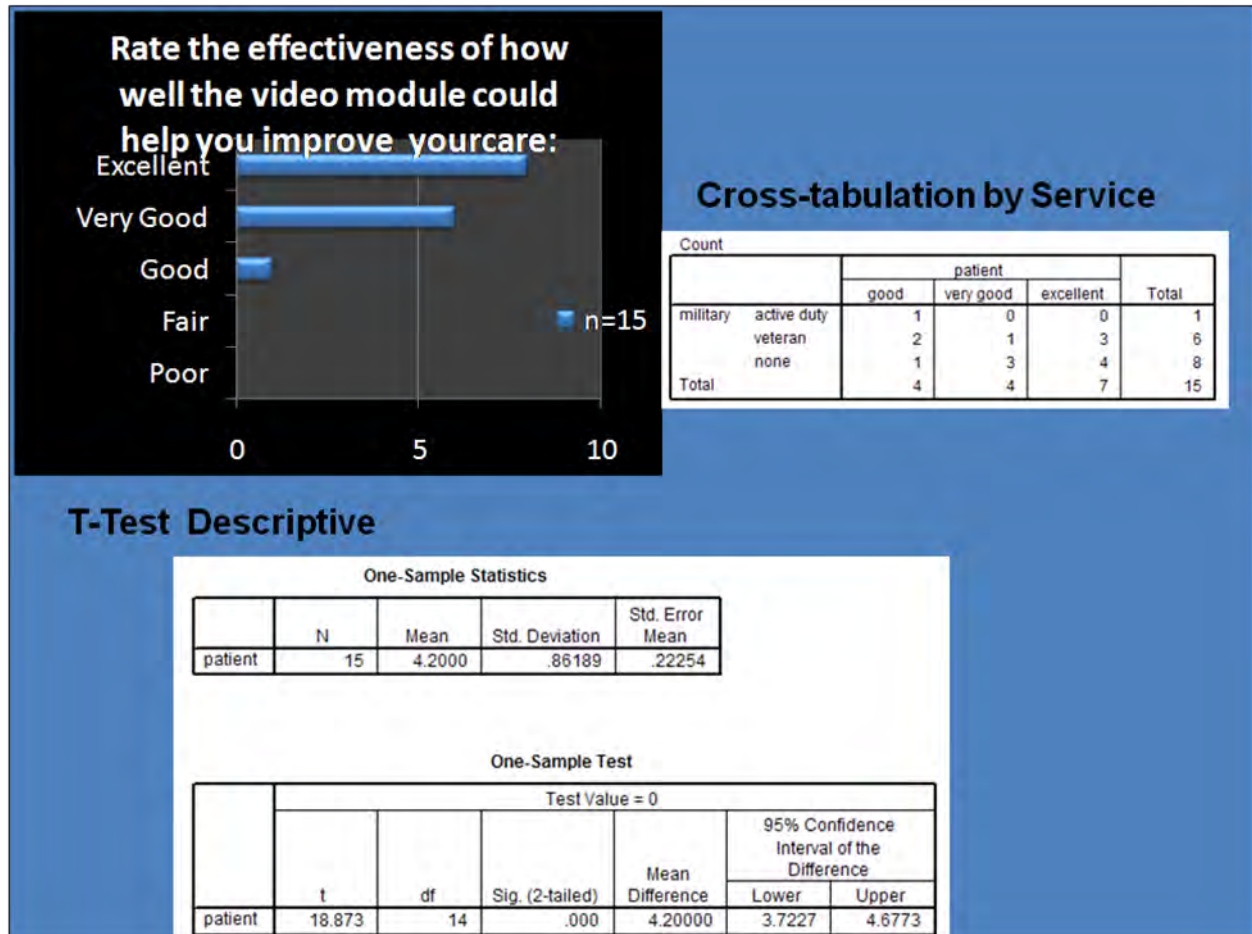 Rate the effectiveness of how
well the video module could
help you improve yourcare:
Excellent
Very Good
Good
Fair
Poor
n=15
0 5 10
Cross-tabulation by Service
Count
patient
good very good excellent Total
military active duty 1 0 0 1
veteran 2 1 3 6
none 1 3 4 8
Total 4 4 7 15
T-Test Descriptive
One-Sample Statistics
N Mean Std. Deviation Std. Error
Mean
patient 15 4.2000 .86189 .22254
One-Sample Test
Test Value = 0
t df Sig. (2-tailed) Mean
Difference 95% Confidence
Interval of the
Difference
Lower Upper
patient 18.873 14 .000 4.20000 3.7227 4.6773